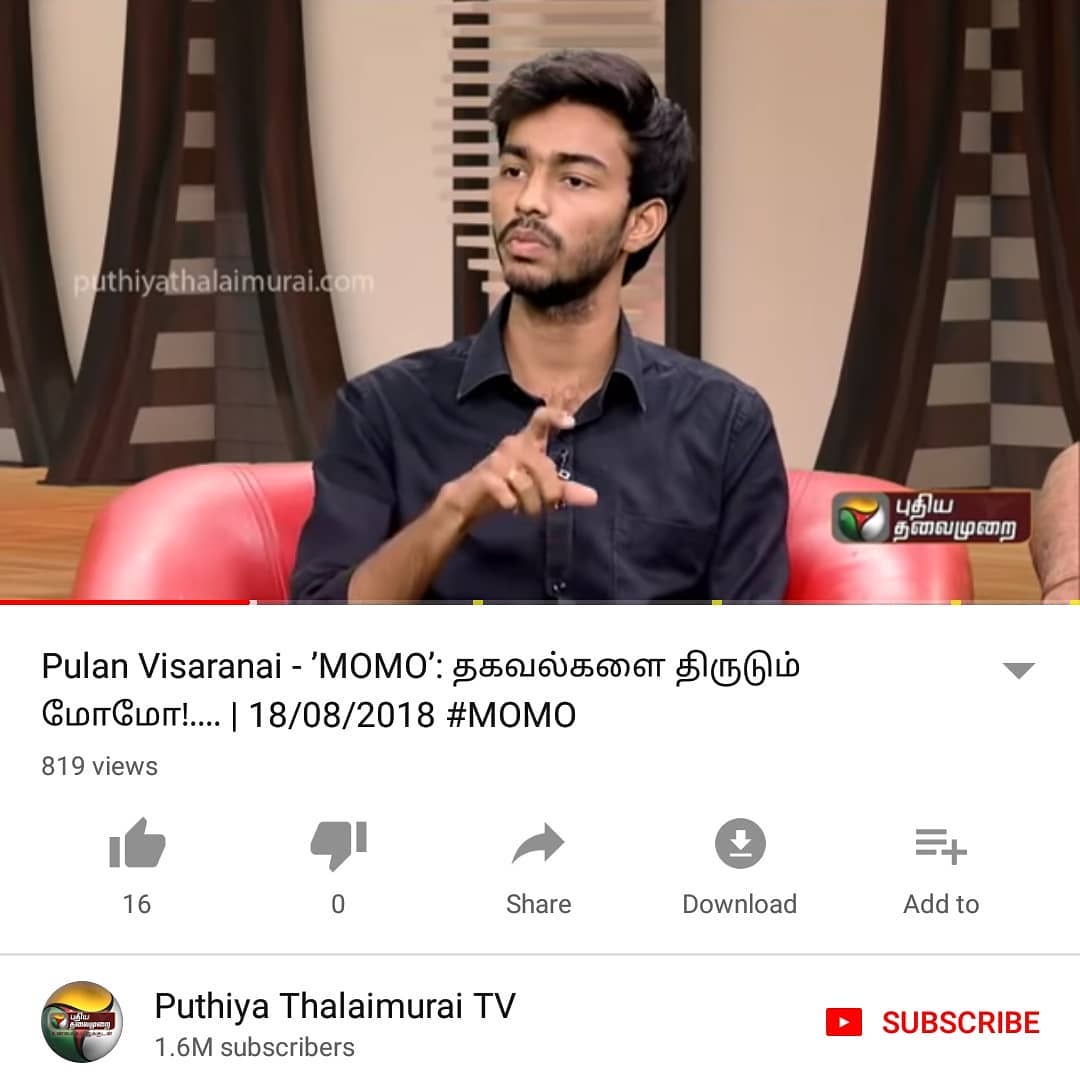 puthiyathalaimurai.com
புதிய
தலைமுறை
Pulan Visaranai - ’MOMO’: தகவல்களை திருடும்
மோமோ!.... | 18/08/2018 #MOMO
819 views
16
0
Share
Download
Add to
புதிய
தலைமுறை
Puthiya Thalaimurai TV
1.6M subscribers
SUBSCRIBE